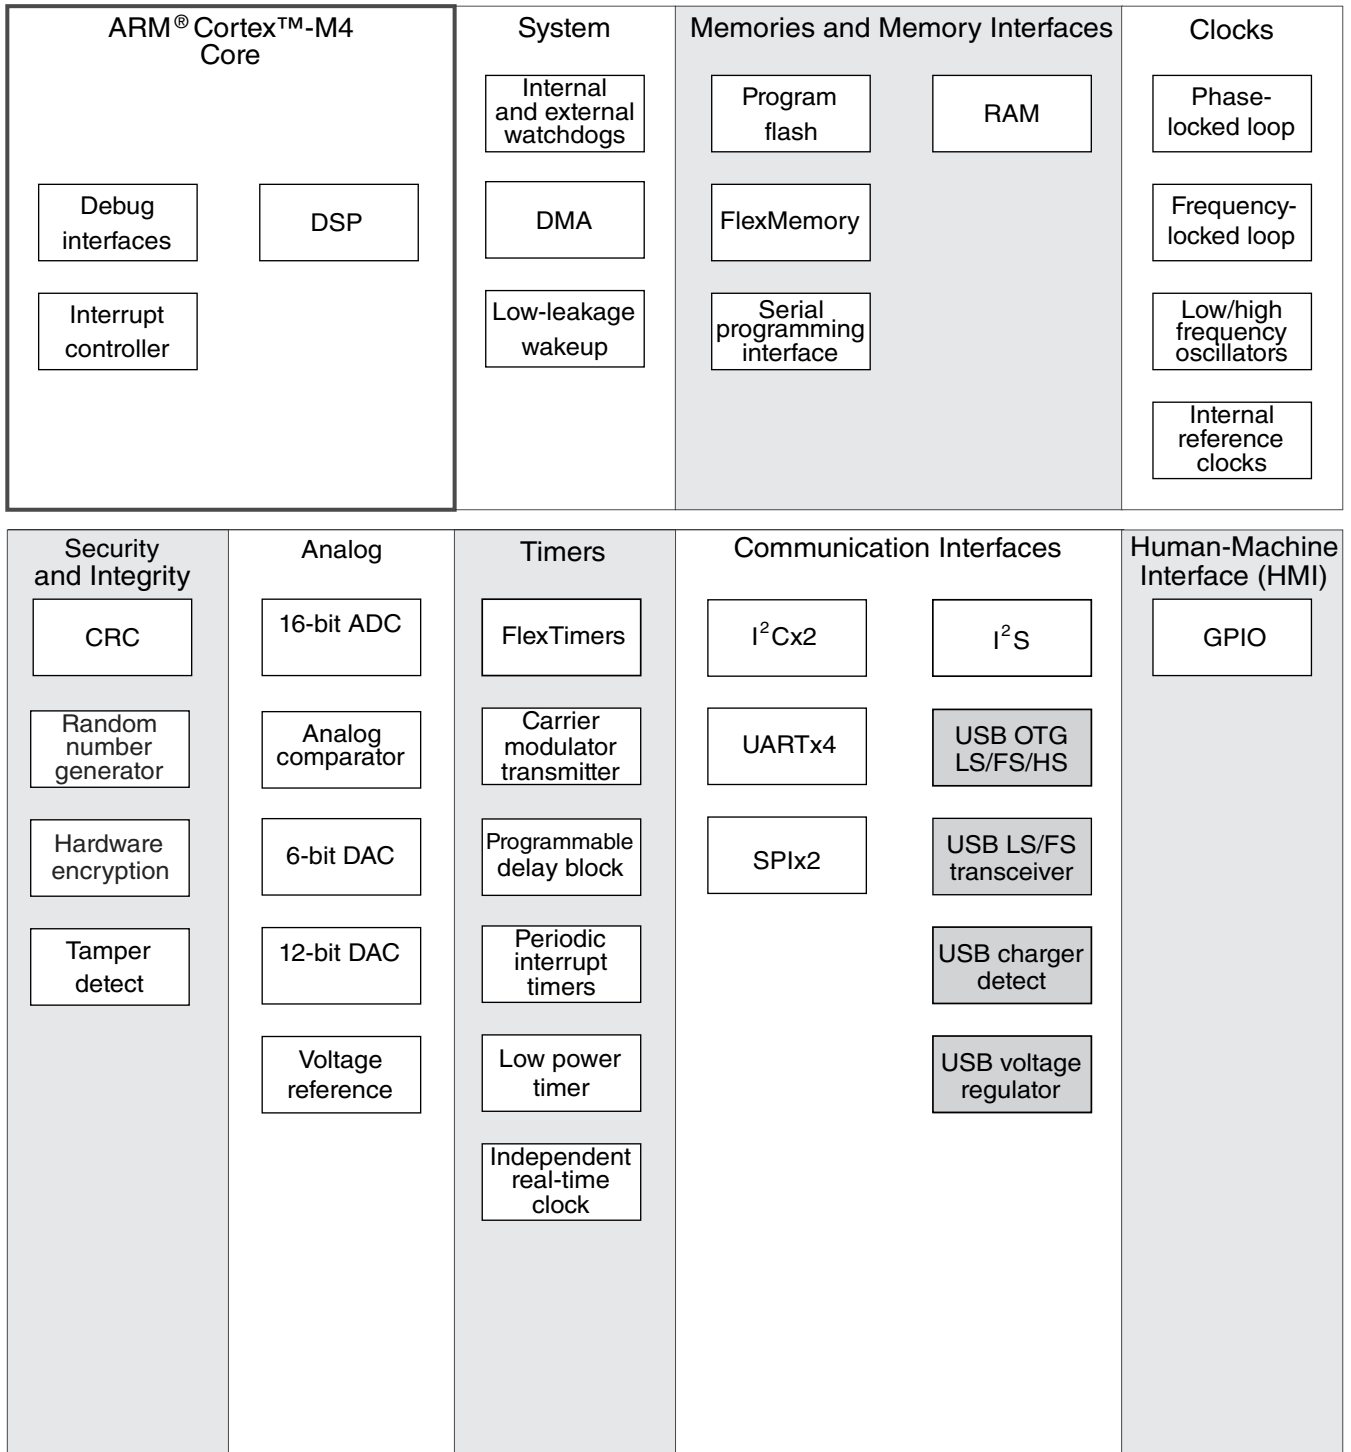 ARM® Cortex™-M4
Core
Debug
interfaces
DSP
Interrupt
controller
System
Internal
and external
watchdogs
DMA
Low-leakage
wakeup
Memories and Memory Interfaces
Program
flash
RAM
FlexMemory
Serial
programming
interface
Clocks
Phase-
locked loop
Frequency-
locked loop
Low/high
frequency
oscillators
Internal
reference
clocks
Security
and Integrity
CRC
Random
number
generator
Hardware
encryption
Tamper
detect
Analog
16-bit ADC
Analog
comparator
6-bit DAC
12-bit DAC
Voltage
reference
Timers
FlexTimers
Carrier
modulator
transmitter
Programmable
delay block
Periodic
interrupt
timers
Low power
timer
Independent
real-time
clock
Communication Interfaces
I²Cx2
UARTx4
SPIx2
I²S
USB OTG
LS/FS/HS
USB LS/FS
transceiver
USB charger
detect
USB voltage
regulator
Human-Machine
Interface (HMI)
GPIO